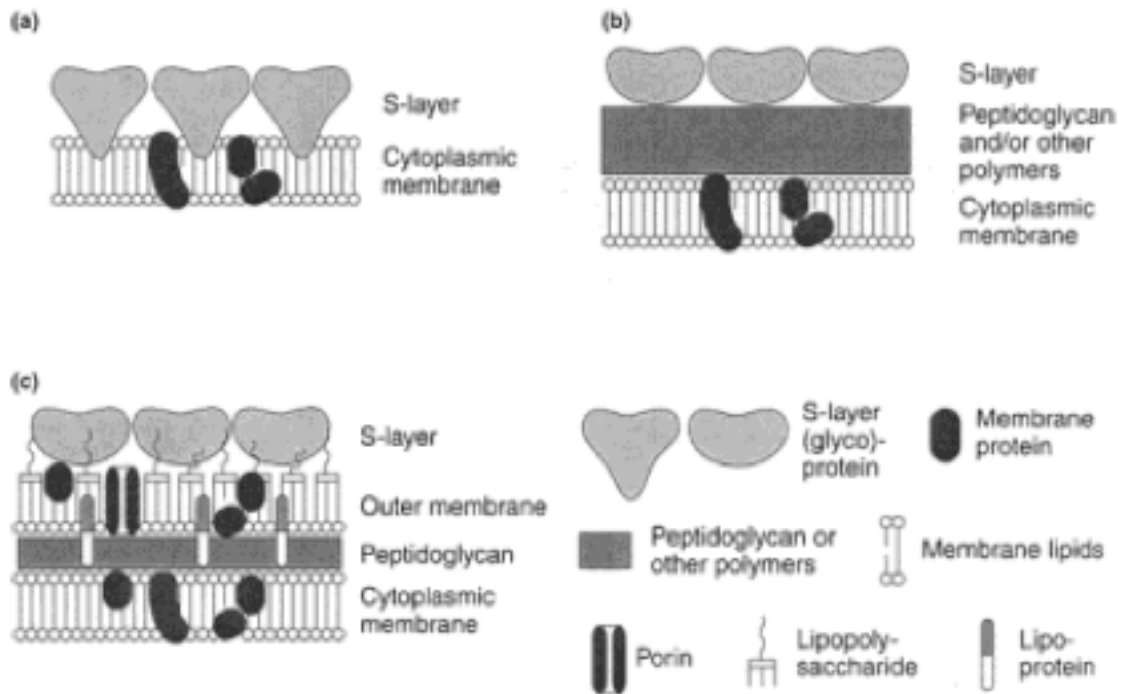 (a)
S-layer
Cytoplasmic
membrane
(b)
S-layer
Peptidoglycan
and/or other
polymers
Cytoplasmic
membrane
(c)
S-layer
Outer membrane
Peptidoglycan
Cytoplasmic
membrane
S-layer
(glyco)-
protein
Membrane
protein
Peptidoglycan or
other polymers
Membrane lipids
Porin
Lipopoly-
saccharide
Lipo-
protein